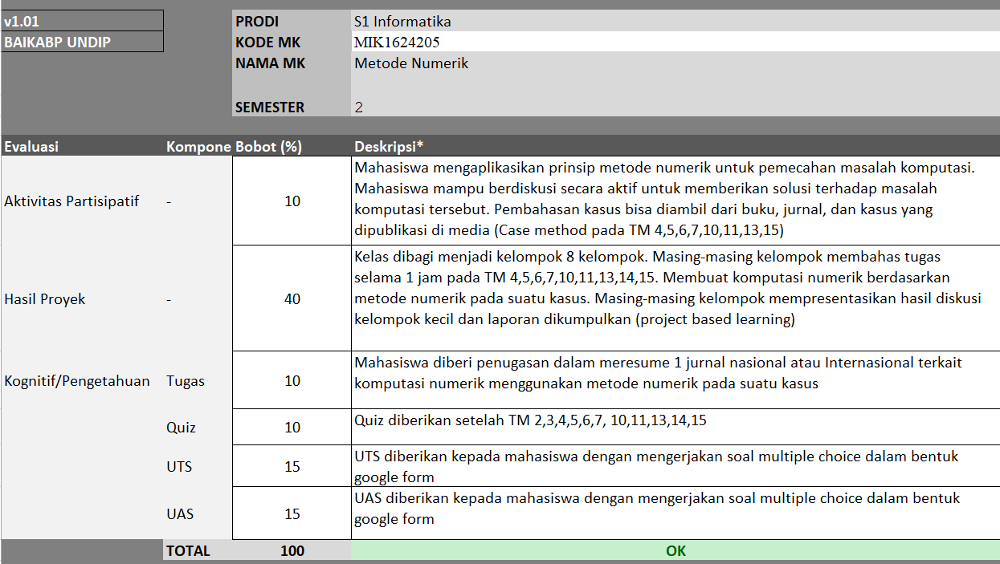 v1.01
BAIKABP UNDIP
PRODI S1 Informatika
KODE MK MIK1624205
NAMA MK Metode Numerik
SEMESTER 2
Evaluasi Kompone Bobot (%) Deskripsi*
Aktivitas Partisipatif - 10
Mahasiswa mengaplikasikan prinsip metode numerik untuk pemecahan masalah komputasi.
Mahasiswa mampu berdiskusi secara aktif untuk memberikan solusi terhadap masalah
komputasi tersebut. Pembahasan kasus bisa diambil dari buku, jurnal, dan kasus yang
dipublikasi di media (Case method pada TM 4,5,6,7,10,11,13,15)
Hasil Proyek - 40
Kelas dibagi menjadi kelompok 8 kelompok. Masing-masing kelompok membahas tugas
selama 1 jam pada TM 4,5,6,7,10,11,13,14,15. Membuat komputasi numerik berdasarkan
metode numerik pada suatu kasus. Masing-masing kelompok mempresentasikan hasil diskusi
kelompok kecil dan laporan dikumpulkan (project based learning)
Kognitif/Pengetahuan Tugas 10
Mahasiswa diberi penugasan dalam meresume 1 jurnal nasional atau Internasional terkait
komputasi numerik menggunakan metode numerik pada suatu kasus
Quiz 10
Quiz diberikan setelah TM 2,3,4,5,6,7, 10,11,13,14,15
UTS 15
UTS diberikan kepada mahasiswa dengan mengerjakan soal multiple choice dalam bentuk
google form
UAS 15
UAS diberikan kepada mahasiswa dengan mengerjakan soal multiple choice dalam bentuk
google form
TOTAL 100 OK